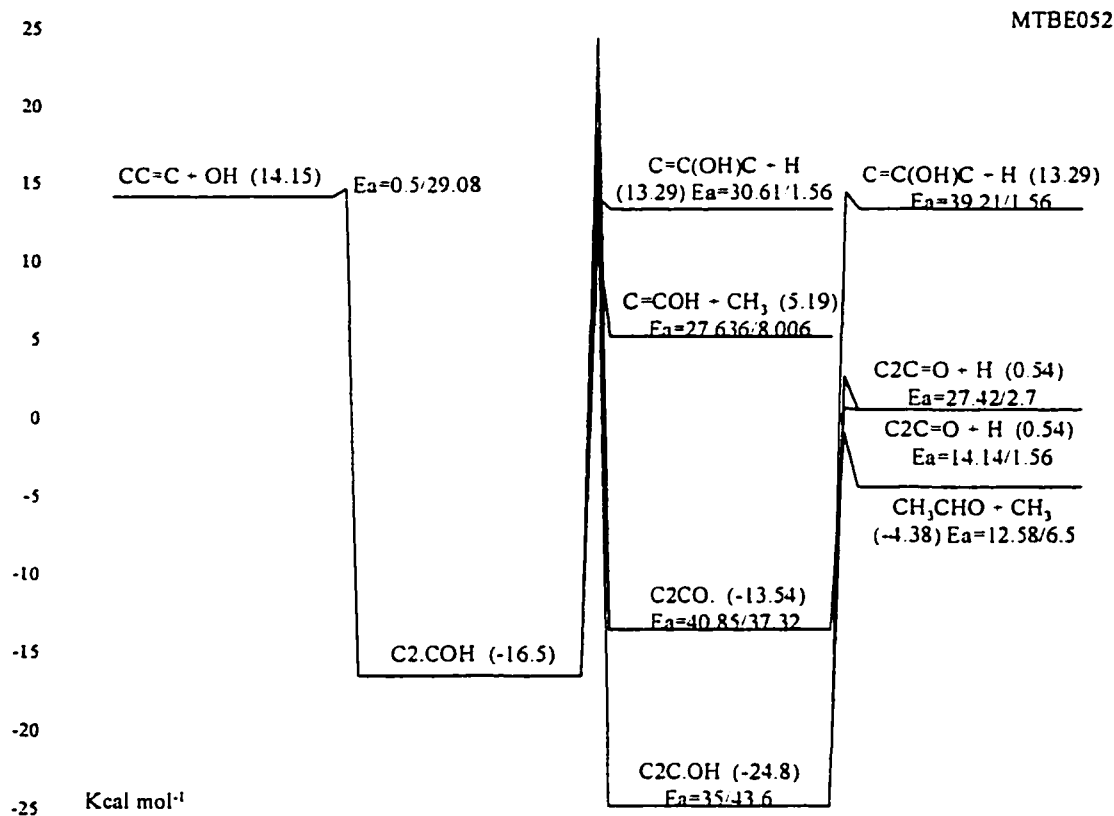 MTBE052
25
20
15
10
5
0
-5
-10
-15
-20
-25
Kcal mol-1
CC=C + OH (14.15)
Ea=0.5/29.08
C2.COH (-16.5)
C=C(OH)C + H
(13.29) Ea=30.61/1.56
C=COH + CH3 (5.19)
Ea=27.636/8.006
C2CO. (-13.54)
Ea=40.85/37.32
C2C.OH (-24.8)
Ea=35/43.6
C=C(OH)C + H (13.29)
Ea=39.21/1.56
C2C=O + H (0.54)
Ea=27.42/2.7
C2C=O + H (0.54)
Ea=14.14/1.56
CH3CHO + CH3
(-4.38) Ea=12.58/6.5